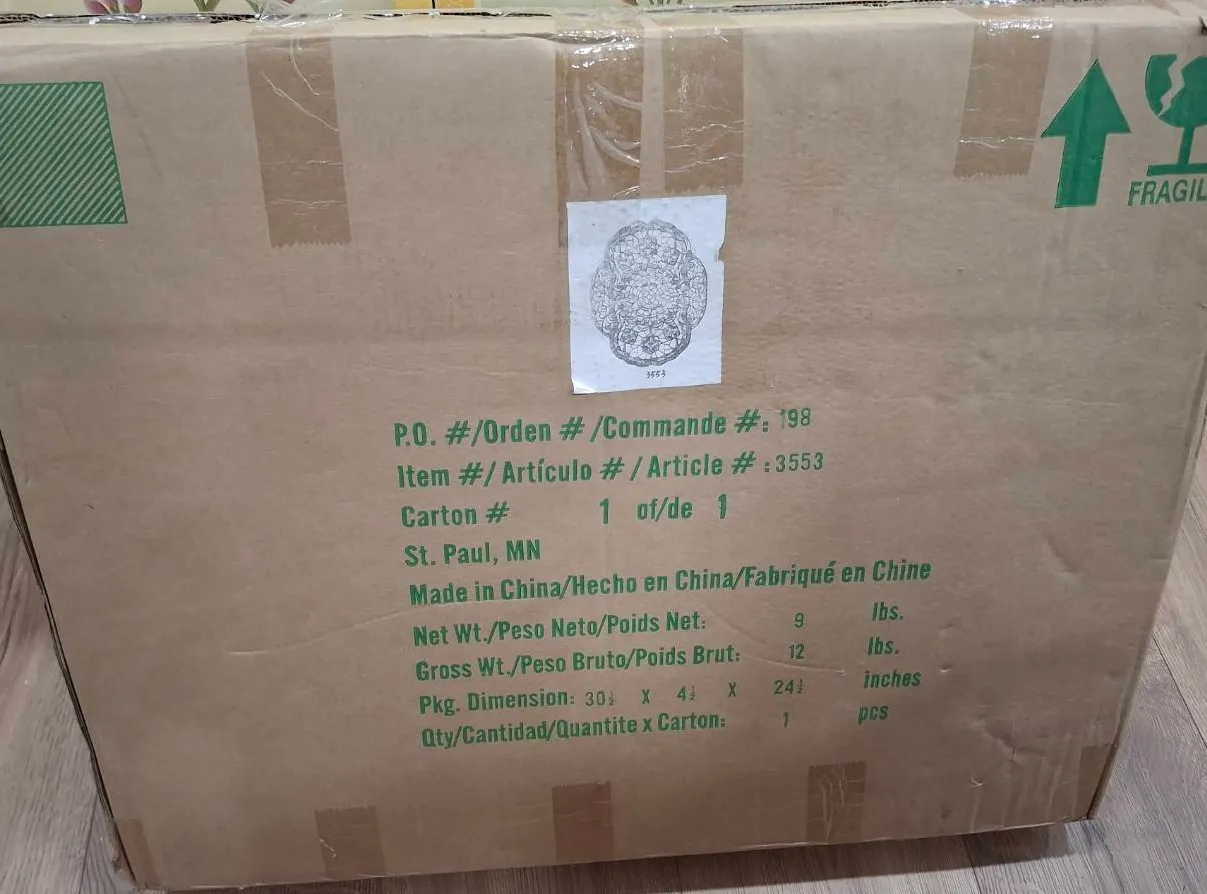 FRAGIL
3553
P.O. #/Orden # /Commande #: 198
Item #/ Artículo # / Article # : 3553
Carton # 1 of/de 1
St. Paul, MN
Made in China/Hecho en China/Fabriqué en Chine
Net Wt./Peso Neto/Poids Net: 9 lbs.
Gross Wt./Peso Bruto/Poids Brut: 12 lbs.
Pkg. Dimension: 30½ X 4½ X 24½ inches
Qty/Cantidad/Quantite x Carton: 1 pcs